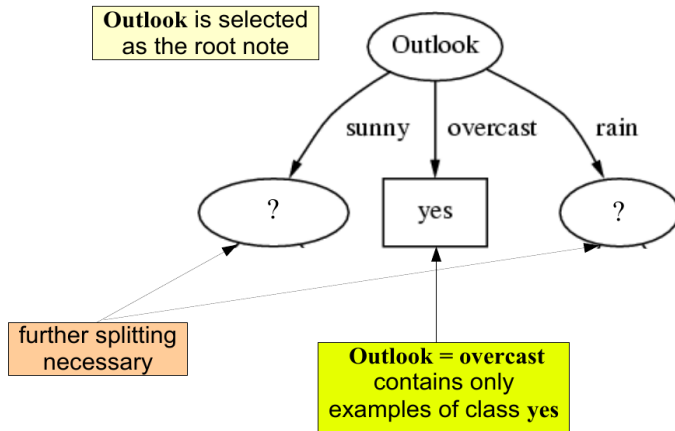 Outlook is selected
as the root note
Outlook
sunny overcast rain
? yes ?
further splitting
necessary
Outlook = overcast
contains only
examples of class yes